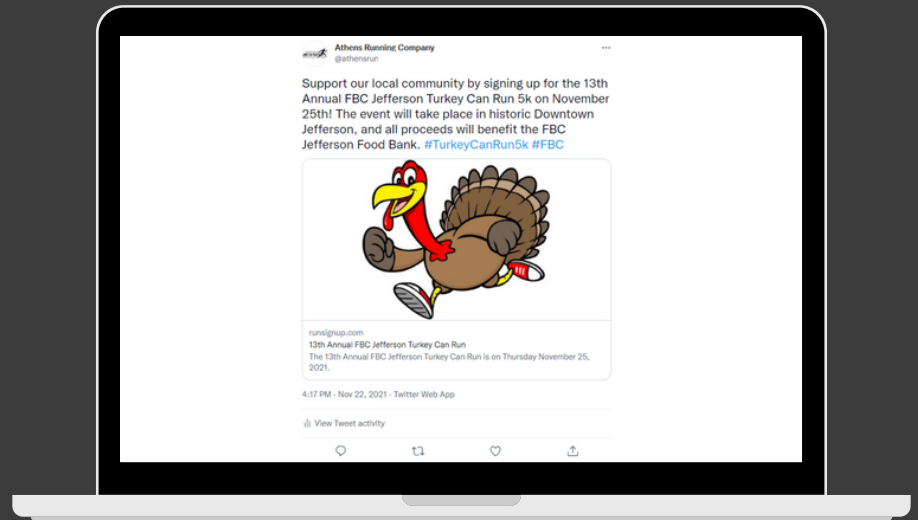 Athens Running Company
@athensrun
Support our local community by signing up for the 13th
Annual FBC Jefferson Turkey Can Run 5k on November
25th! The event will take place in historic Downtown
Jefferson, and all proceeds will benefit the FBC
Jefferson Food Bank. #TurkeyCanRun5k #FBC
runsignup.com
13th Annual FBC Jefferson Turkey Can Run
The 13th Annual FBC Jefferson Turkey Can Run is on Thursday November 25,
2021.
4:17 PM · Nov 22, 2021 · Twitter Web App
View Tweet activity